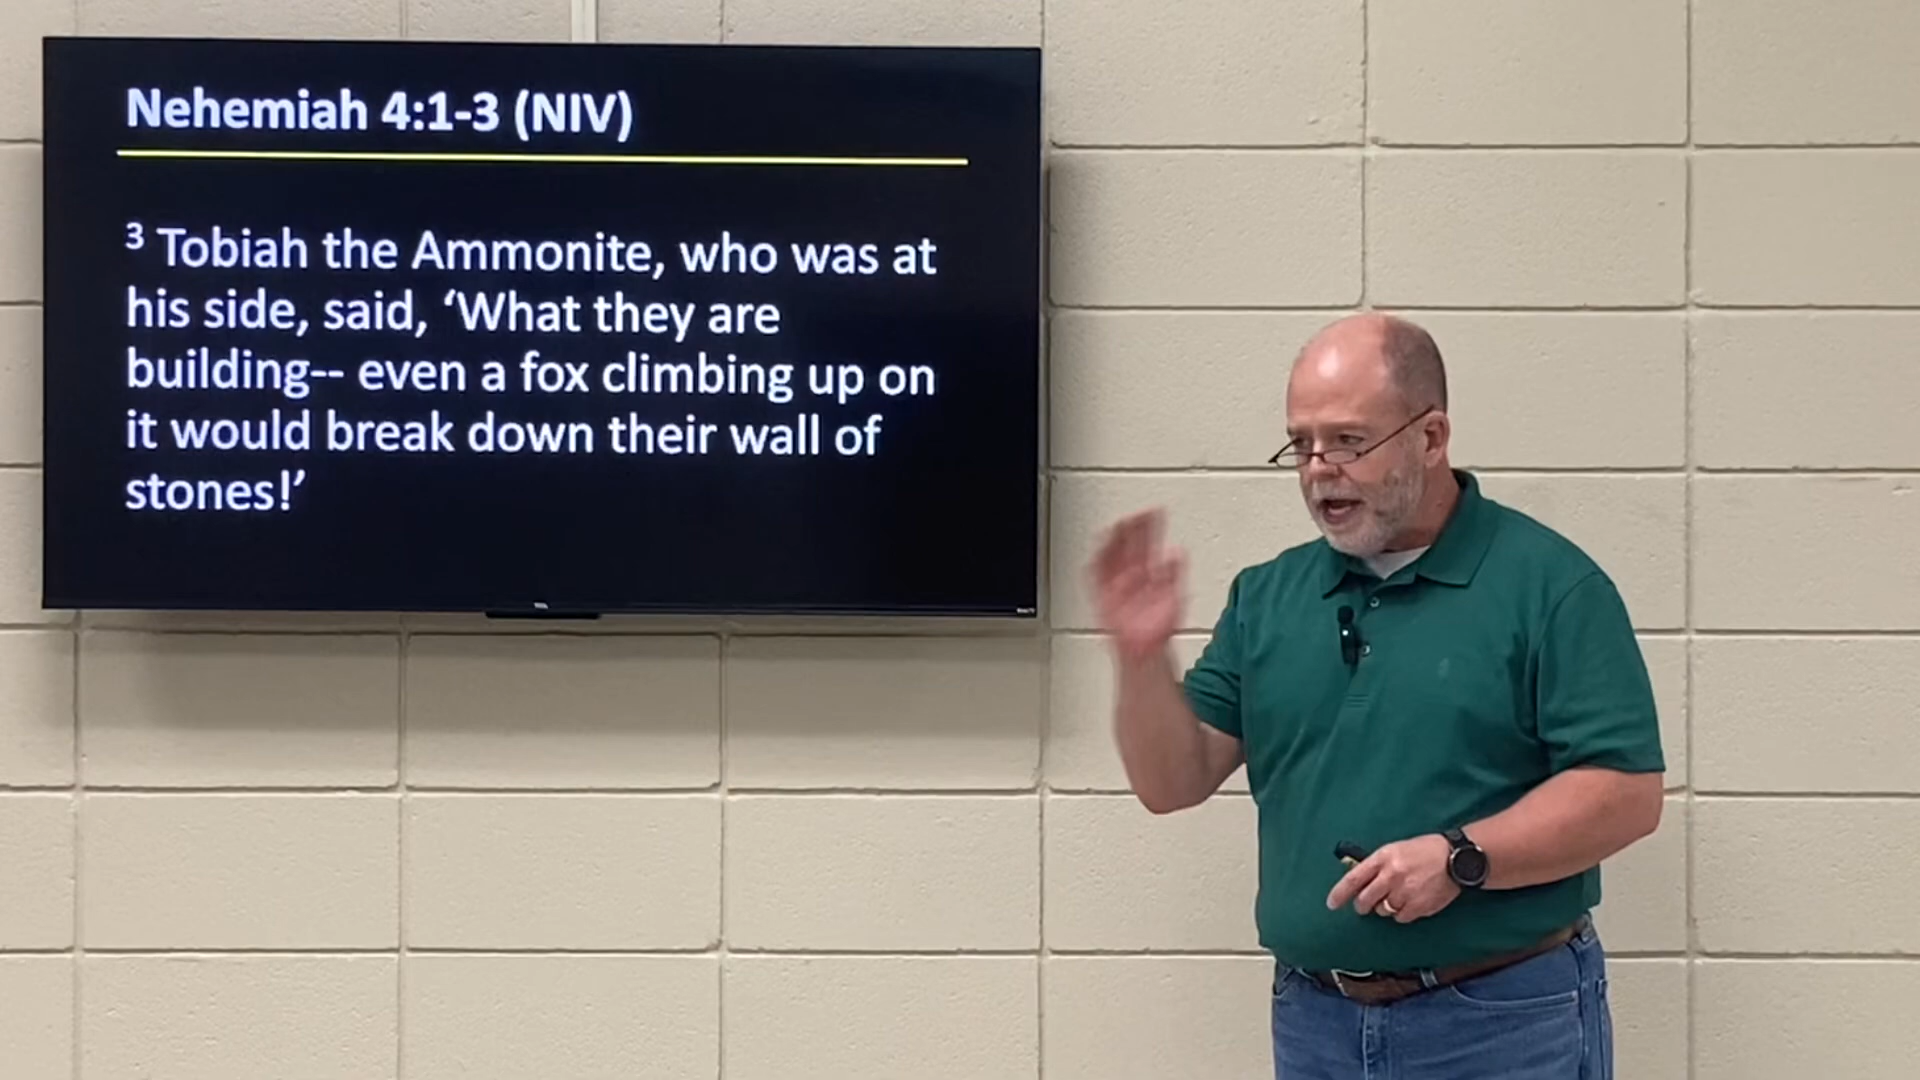 Nehemiah 4:1-3 (NIV)
³ Tobiah the Ammonite, who was at
his side, said, ‘What they are
building-- even a fox climbing up on
it would break down their wall of
stones!’
TCL